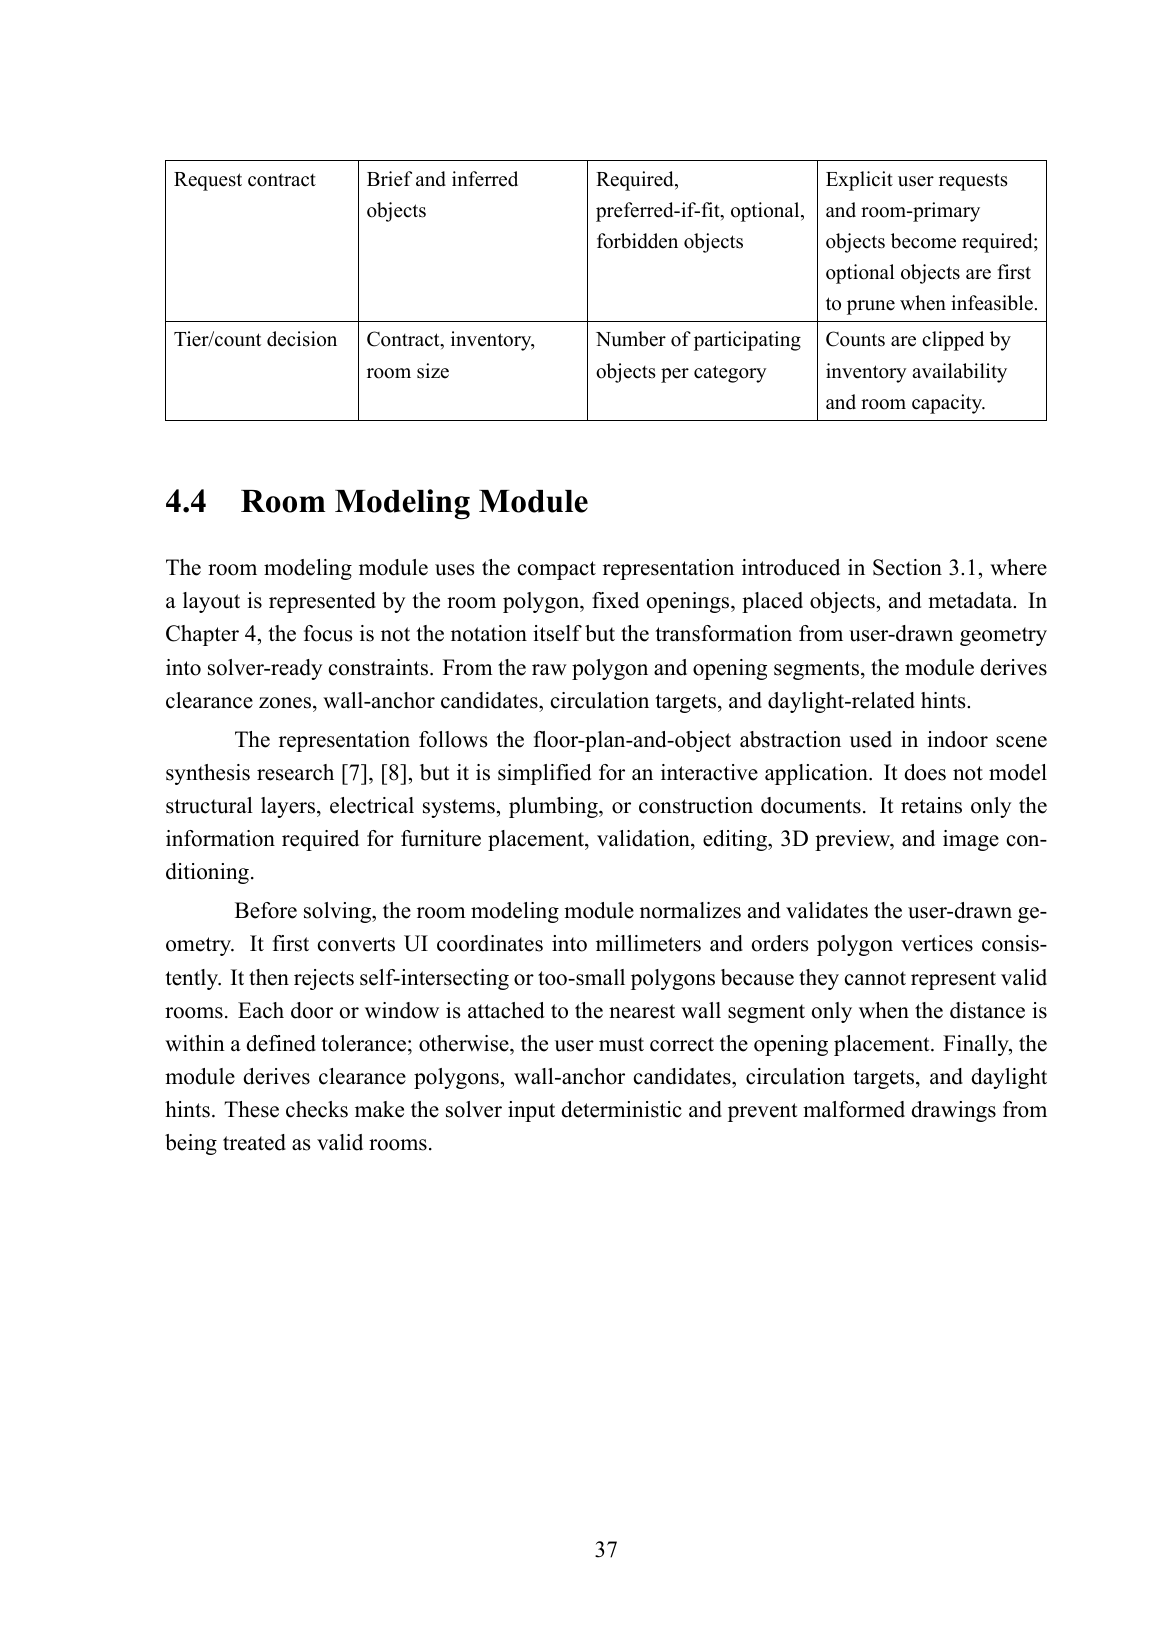 Request contract
Brief and inferred
objects
Required,
preferred-if-fit, optional,
forbidden objects
Explicit user requests
and room-primary
objects become required;
optional objects are first
to prune when infeasible.
Tier/count decision
Contract, inventory,
room size
Number of participating
objects per category
Counts are clipped by
inventory availability
and room capacity.
4.4 Room Modeling Module
The room modeling module uses the compact representation introduced in Section 3.1, where
a layout is represented by the room polygon, fixed openings, placed objects, and metadata. In
Chapter 4, the focus is not the notation itself but the transformation from user-drawn geometry
into solver-ready constraints. From the raw polygon and opening segments, the module derives
clearance zones, wall-anchor candidates, circulation targets, and daylight-related hints.
The representation follows the floor-plan-and-object abstraction used in indoor scene
synthesis research [7], [8], but it is simplified for an interactive application. It does not model
structural layers, electrical systems, plumbing, or construction documents. It retains only the
information required for furniture placement, validation, editing, 3D preview, and image con-
ditioning.
Before solving, the room modeling module normalizes and validates the user-drawn ge-
ometry. It first converts UI coordinates into millimeters and orders polygon vertices consis-
tently. It then rejects self-intersecting or too-small polygons because they cannot represent valid
rooms. Each door or window is attached to the nearest wall segment only when the distance is
within a defined tolerance; otherwise, the user must correct the opening placement. Finally, the
module derives clearance polygons, wall-anchor candidates, circulation targets, and daylight
hints. These checks make the solver input deterministic and prevent malformed drawings from
being treated as valid rooms.
37